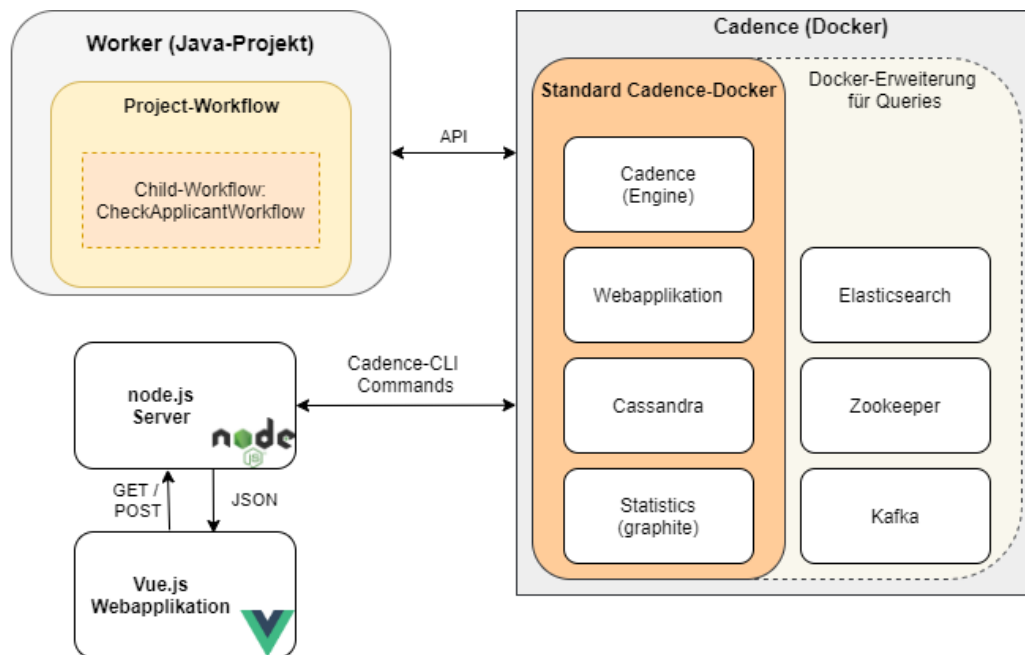 Worker (Java-Projekt)
Project-Workflow
Child-Workflow:
CheckApplicantWorkflow
API
Cadence (Docker)
Standard Cadence-Docker
Docker-Erweiterung
für Queries
Cadence
(Engine)
Webapplikation
Elasticsearch
Cassandra
Zookeeper
Statistics
(graphite)
Kafka
Cadence-CLI
Commands
node.js
Server
node
JS
GET /
POST
JSON
Vue.js
Webapplikation